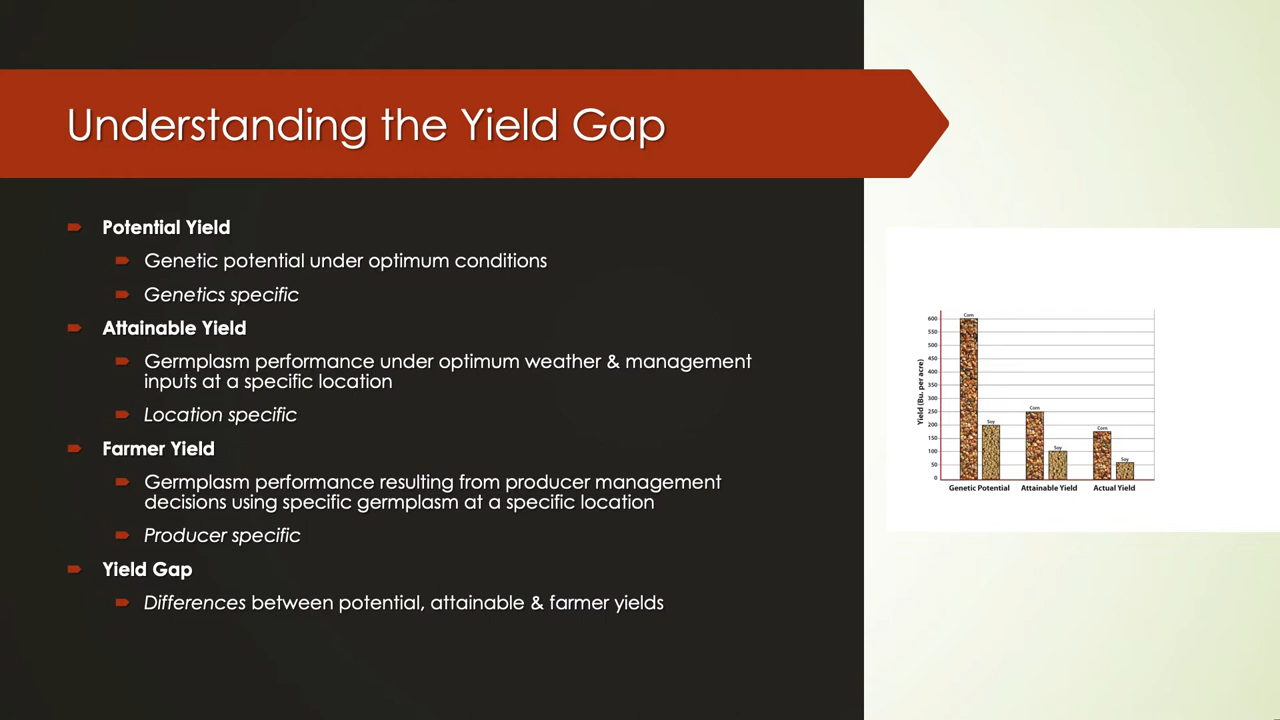 Understanding the Yield Gap
Potential Yield
Genetic potential under optimum conditions
Genetics specific
Attainable Yield
Germplasm performance under optimum weather & management
inputs at a specific location
Location specific
Farmer Yield
Germplasm performance resulting from producer management
decisions using specific germplasm at a specific location
Producer specific
Yield Gap
Differences between potential, attainable & farmer yields
Yield (Bu. per acre)
600
550
500
450
400
350
300
250
200
150
100
50
0
Corn
Soy
Corn
Soy
Corn
Soy
Genetic Potential
Attainable Yield
Actual Yield